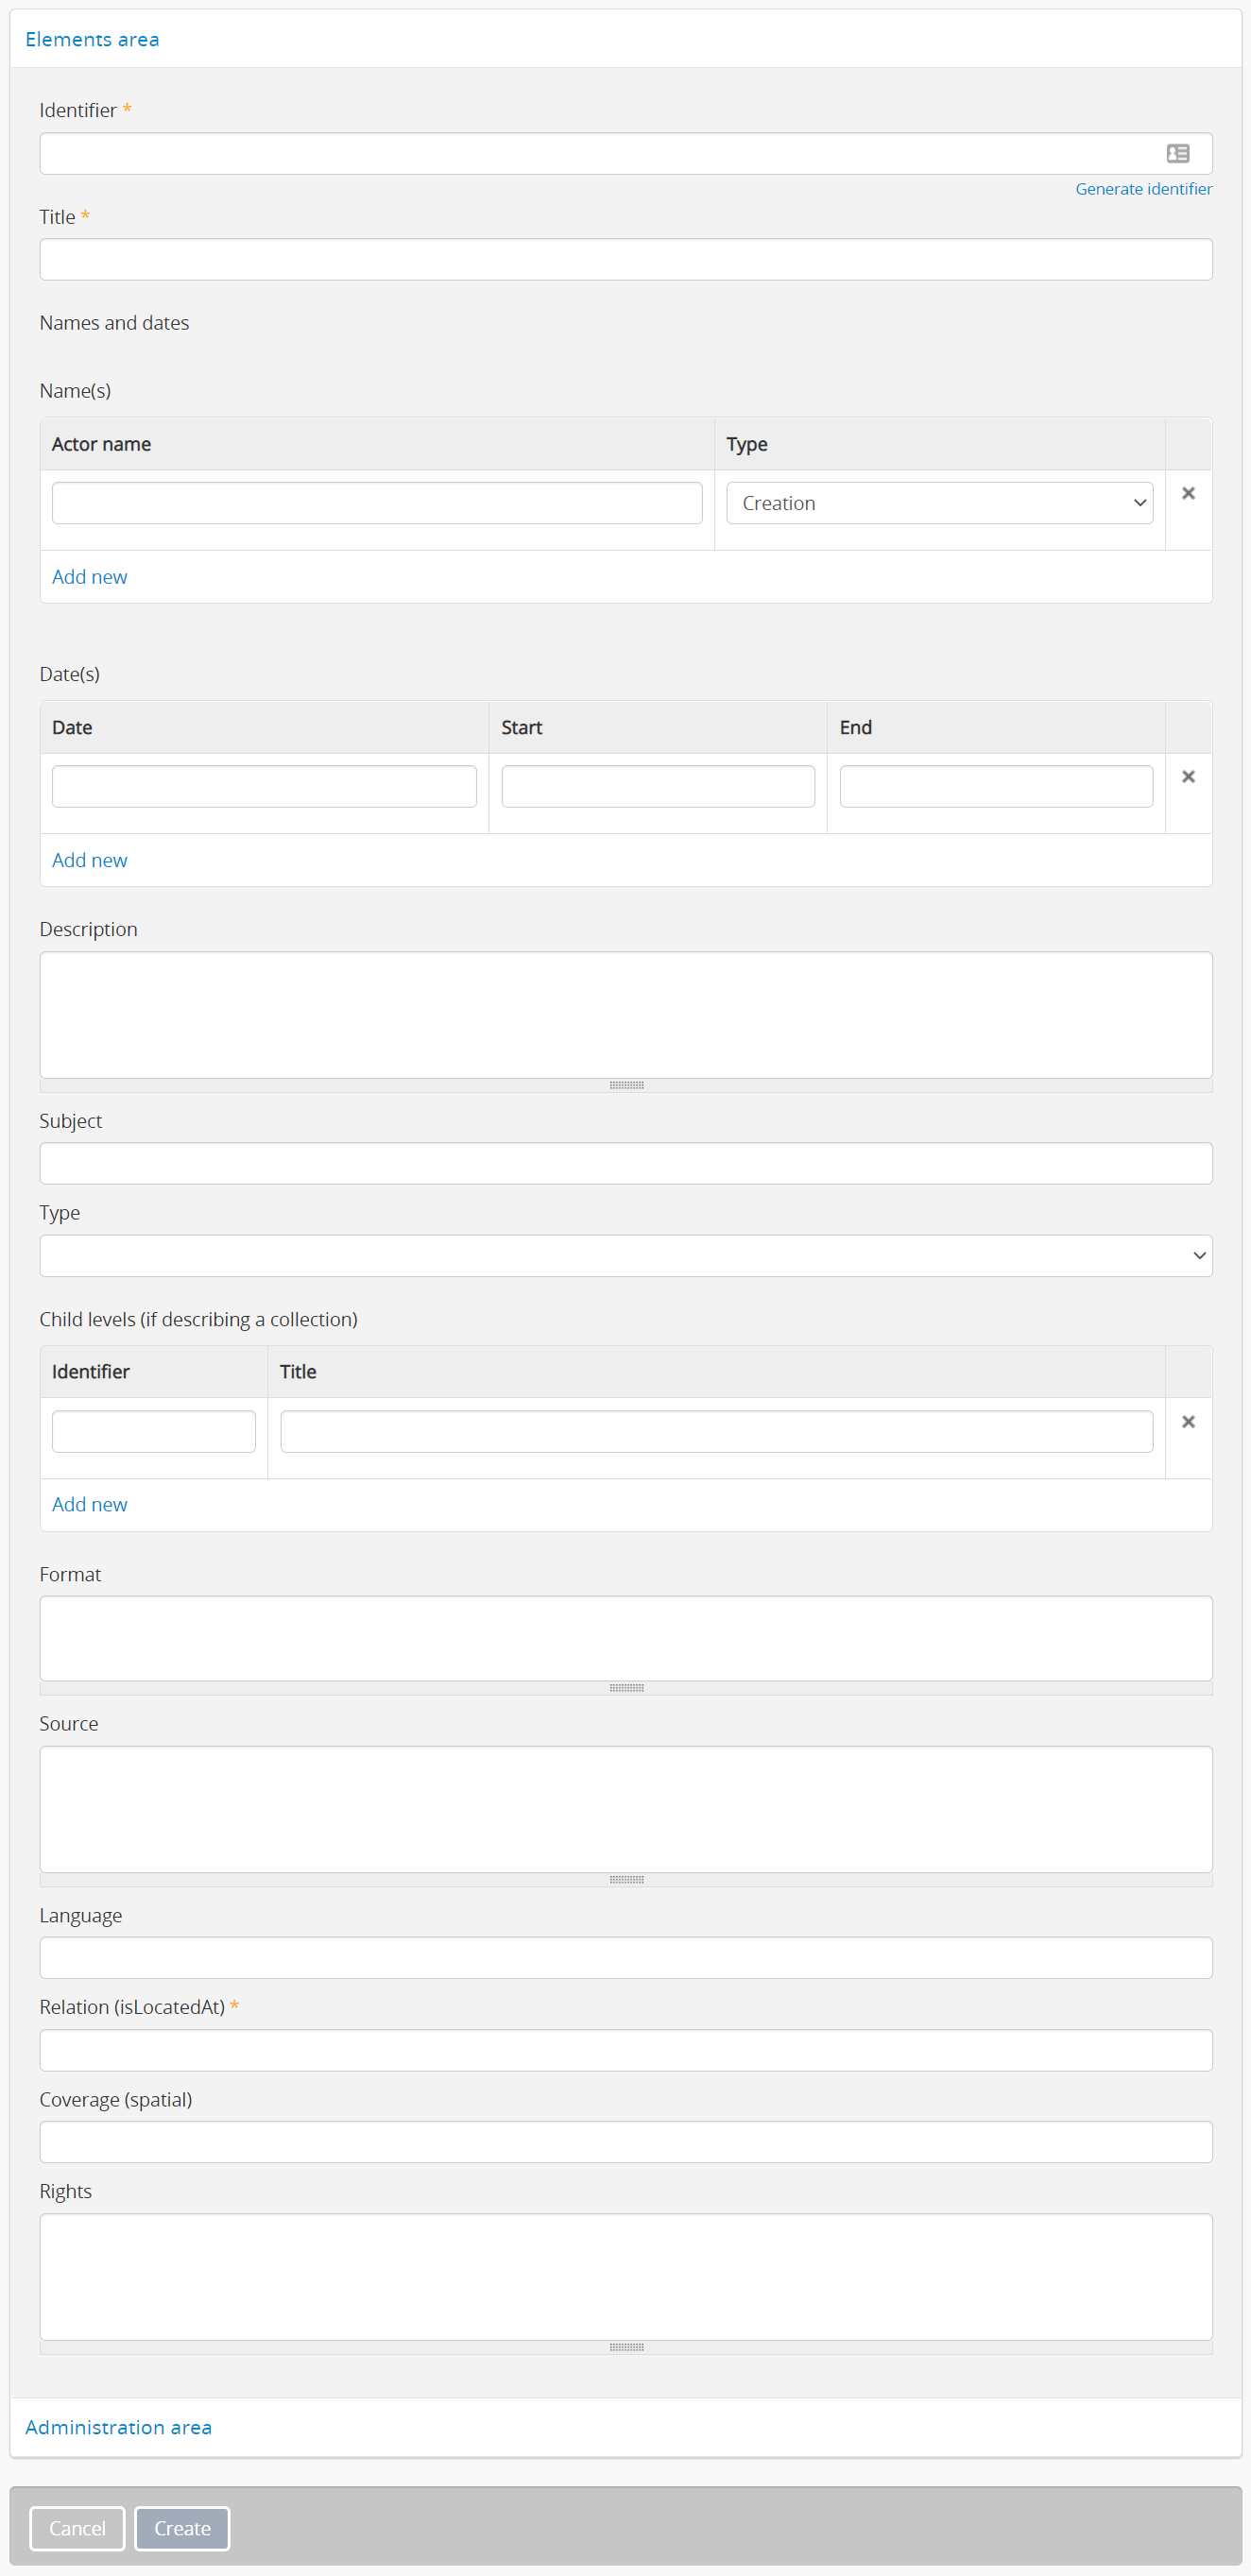 Elements area
Identifier *
Generate identifier
Title *
Names and dates
Name(s)
Actor name Type
Creation
Add new
Date(s)
Date Start End
Add new
Description
Subject
Type
Child levels (if describing a collection)
Identifier Title
Add new
Format
Source
Language
Relation (isLocatedAt) *
Coverage (spatial)
Rights
Administration area
Cancel Create